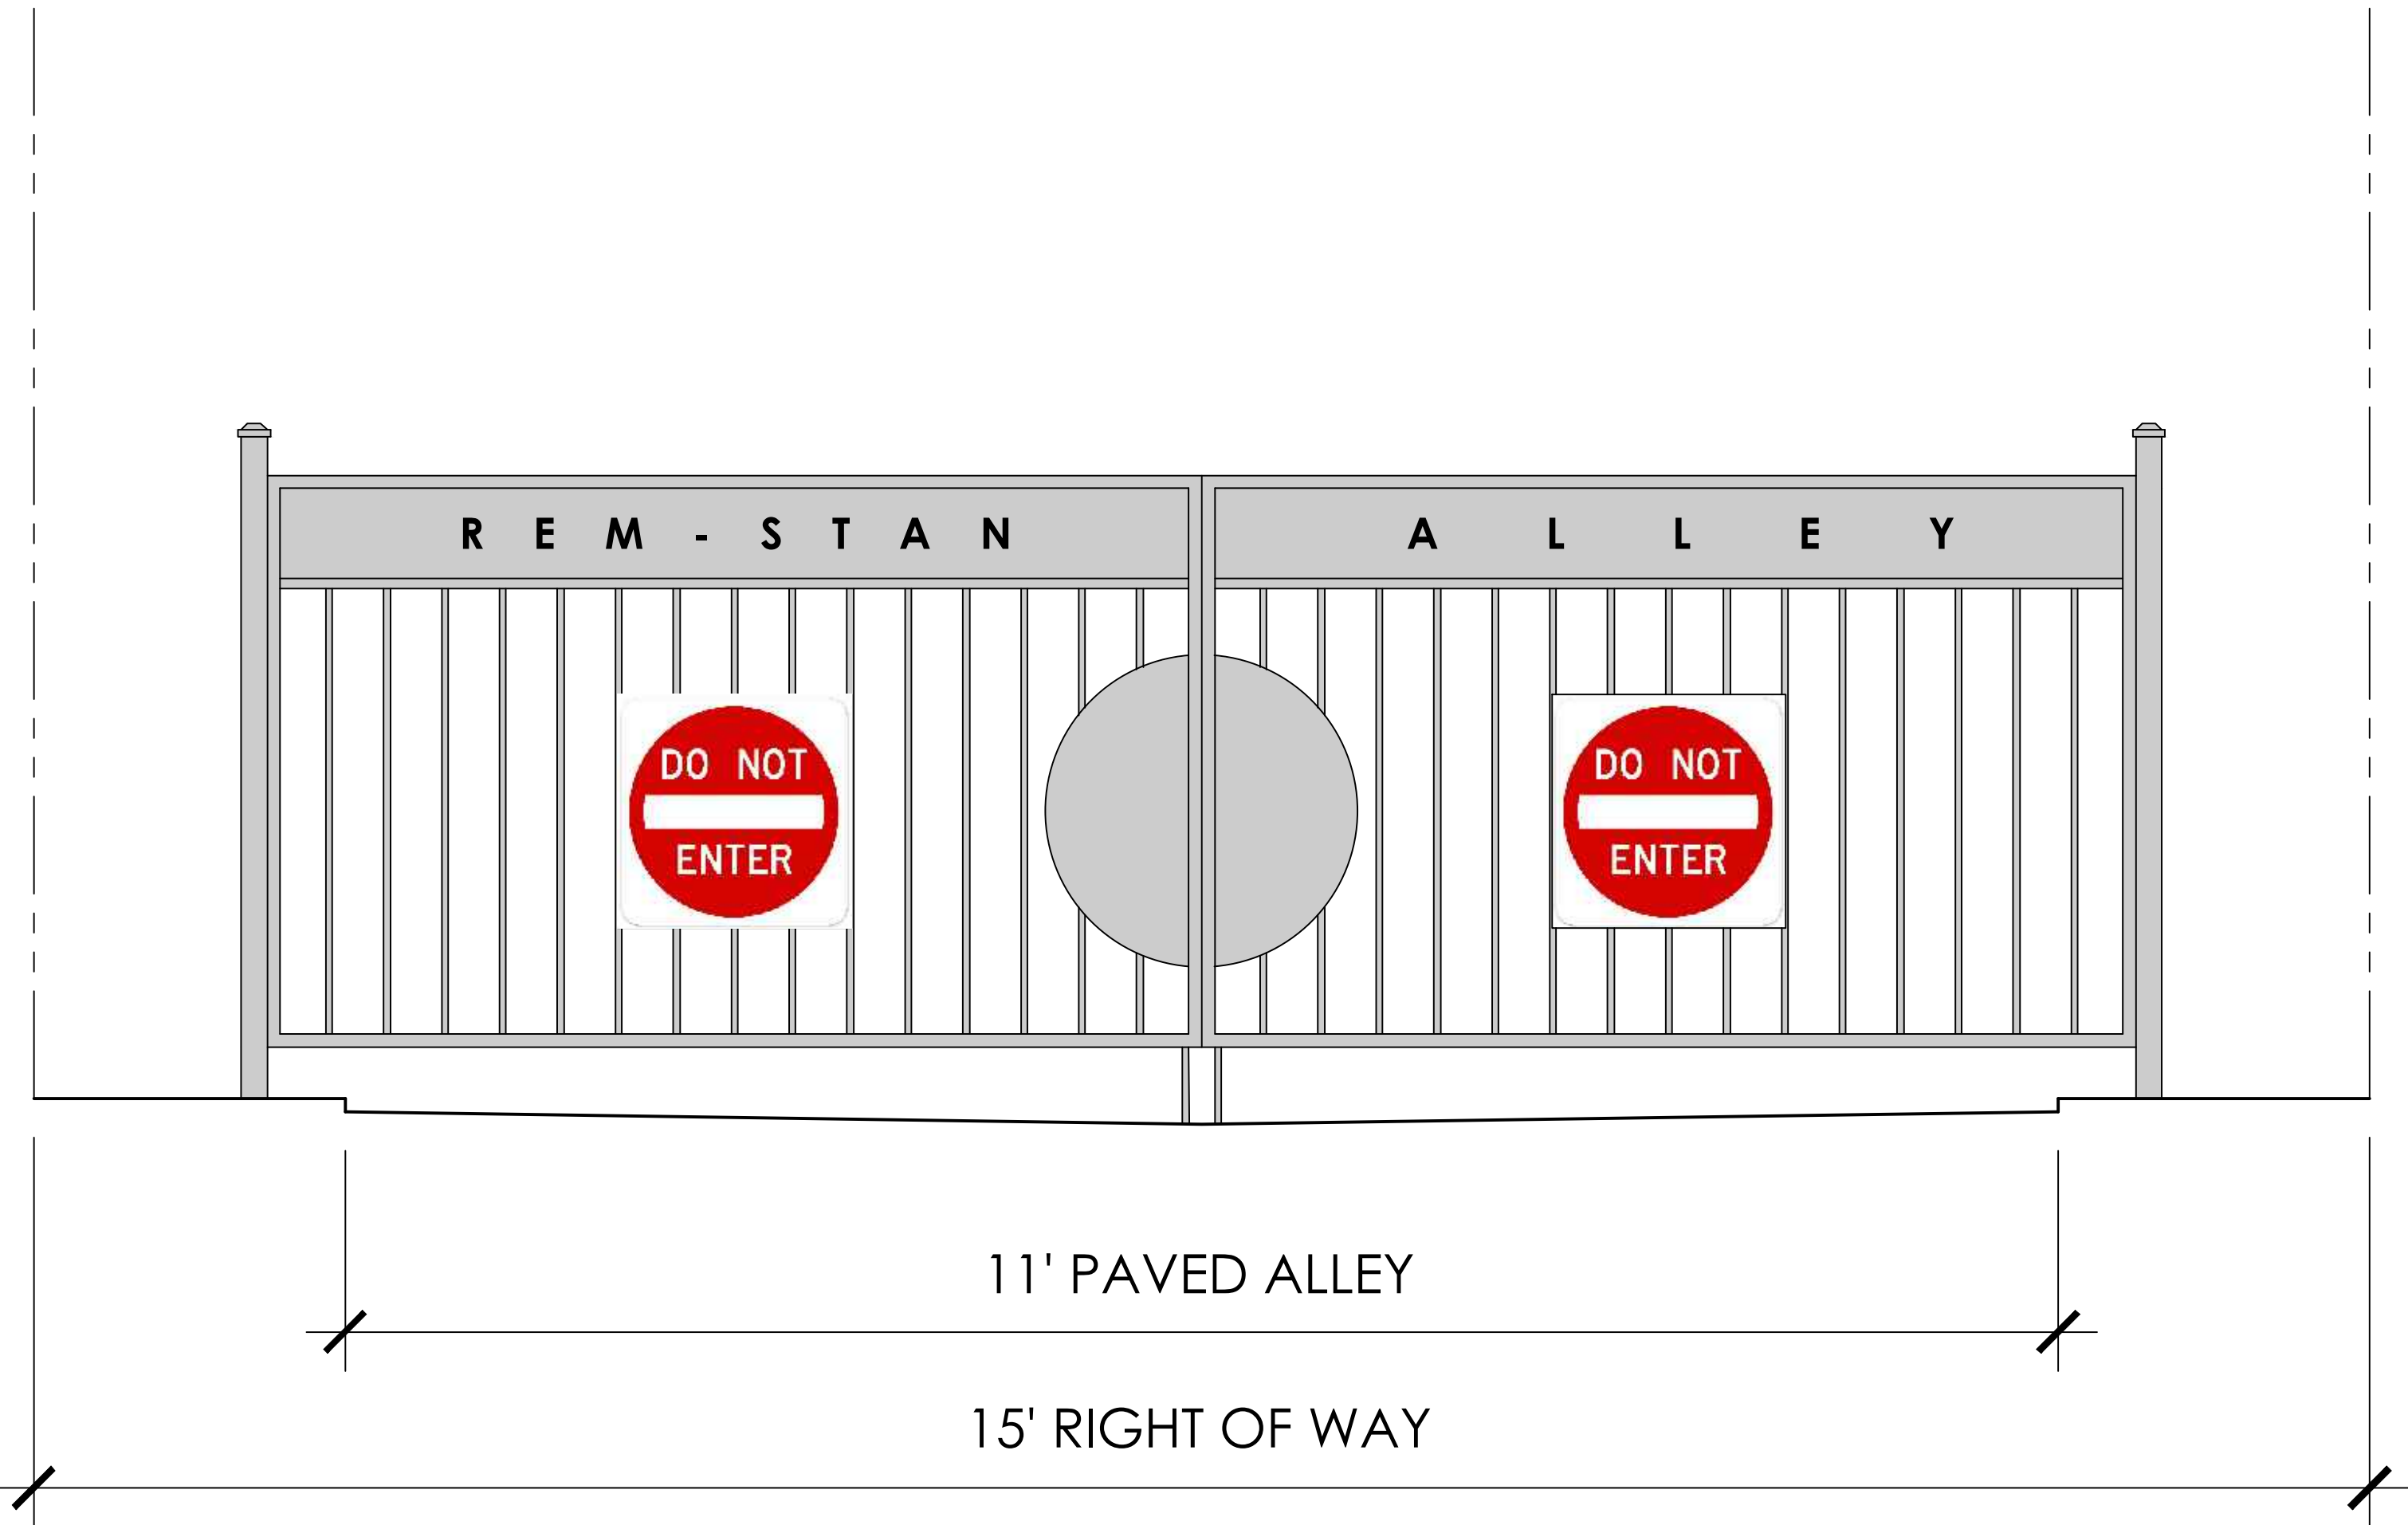 REM-STAN ALLEY
DO NOT
ENTER
DO NOT
ENTER
11' PAVED ALLEY
15' RIGHT OF WAY